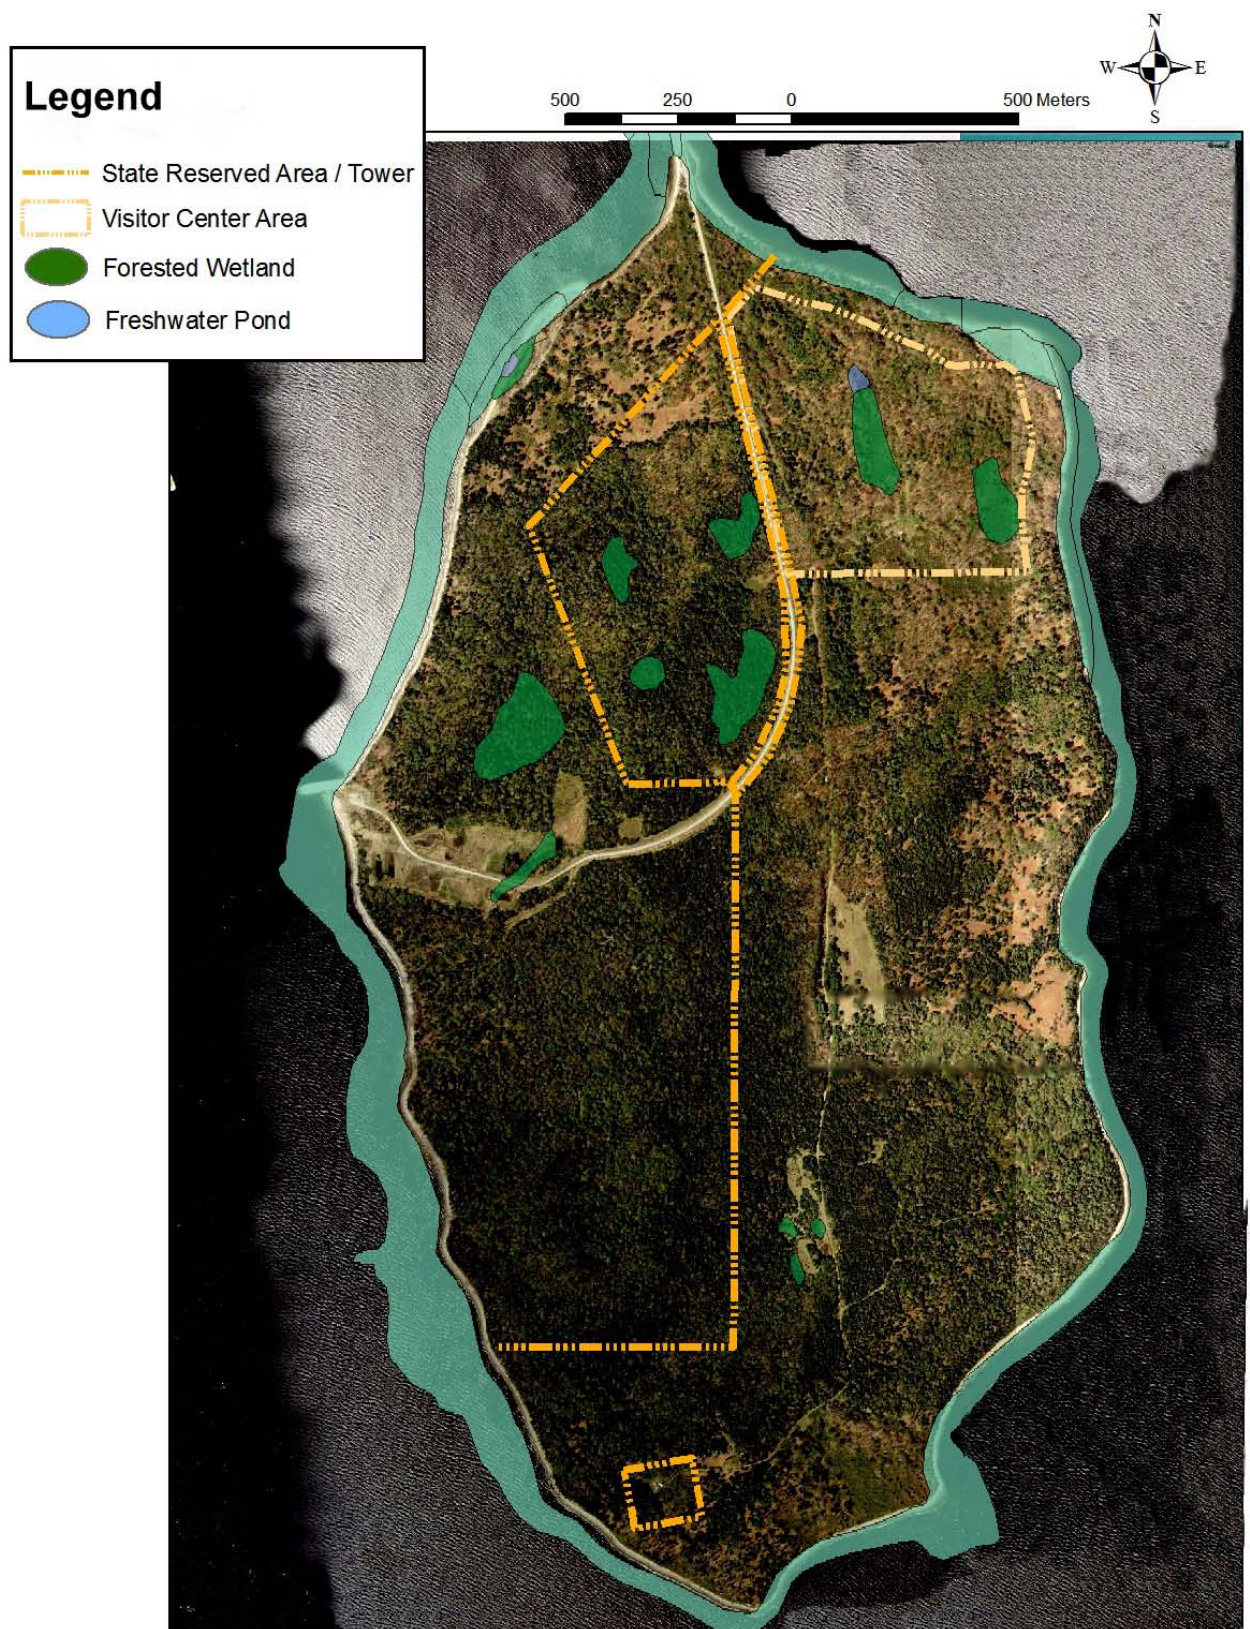 N
W E
S
Legend
500 250 0 500 Meters
State Reserved Area / Tower
Visitor Center Area
Forested Wetland
Freshwater Pond